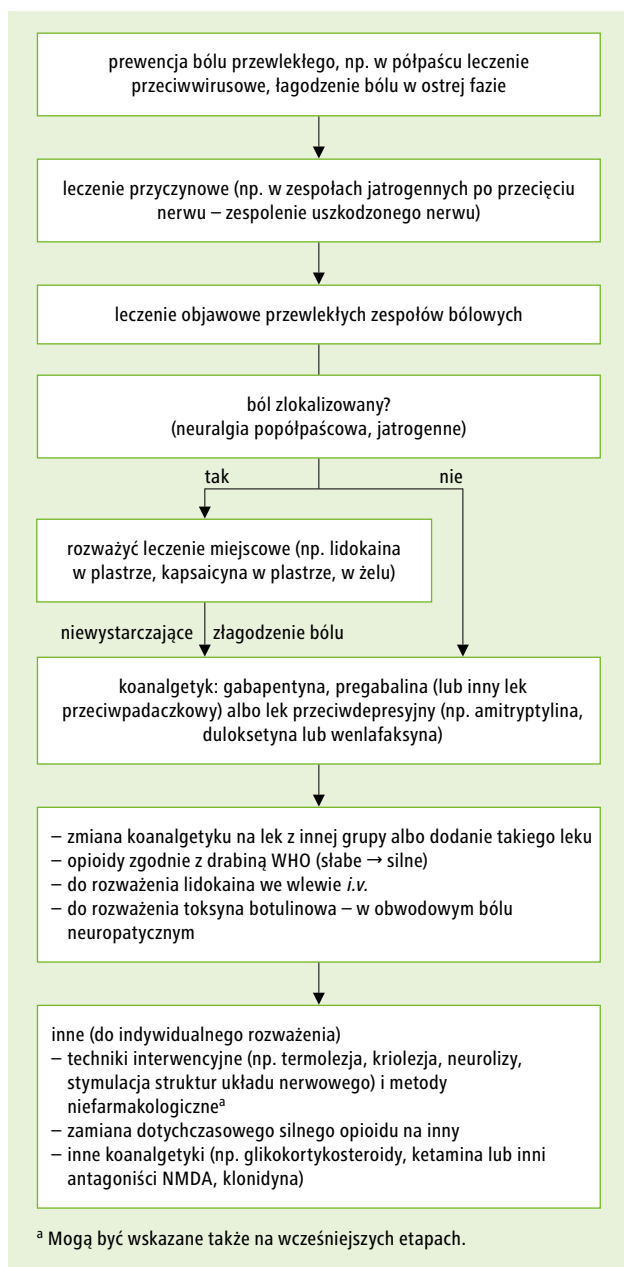 prewencja bólu przewlekłego, np. w półpaścu leczenie
przeciwwirusowe, łagodzenie bólu w ostrej fazie
leczenie przyczynowe (np. w zespołach jatrogennych po przecięciu
nerwu – zespolenie uszkodzonego nerwu)
leczenie objawowe przewlekłych zespołów bólowych
ból zlokalizowany?
(neuralgia popółpaścowa, jatrogenne)
tak
nie
rozważyć leczenie miejscowe (np. lidokaina
w plastrze, kapsaicyna w plastrze, w żelu)
niewystarczające złagodzenie bólu
koanalgetyk: gabapentyna, pregabalina (lub inny lek
przeciwpadaczkowy) albo lek przeciwdepresyjny (np. amitryptylina,
duloksetyna lub wenlafaksyna)
– zmiana koanalgetyku na lek z innej grupy albo dodanie takiego leku
– opioidy zgodnie z drabiną WHO (słabe → silne)
– do rozważenia lidokaina we wlewie i.v.
– do rozważenia toksyna botulinowa – w obwodowym bólu
neuropatycznym
inne (do indywidualnego rozważenia)
– techniki interwencyjne (np. termolezja, kriolezja, neurolizy,
stymulacja struktur układu nerwowego) i metody
niefarmakologiczneᵃ
– zamiana dotychczasowego silnego opioidu na inny
– inne koanalgetyki (np. glikokortykosteroidy, ketamina lub inni
antagoniści NMDA, klonidyna)
ᵃ Mogą być wskazane także na wcześniejszych etapach.